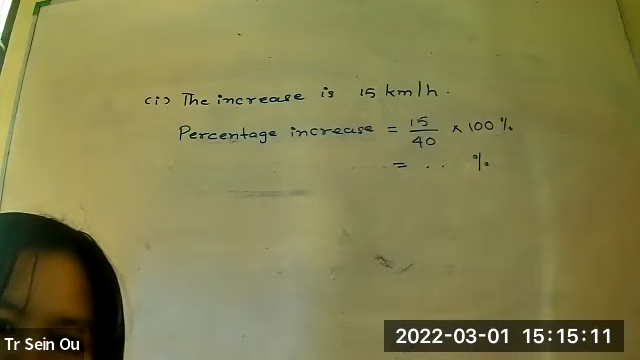 (i) The increase is 15 km/h.
Percentage increase = 15/40 × 100%
= .. %
Tr Sein Ou
2022-03-01 15:15:11